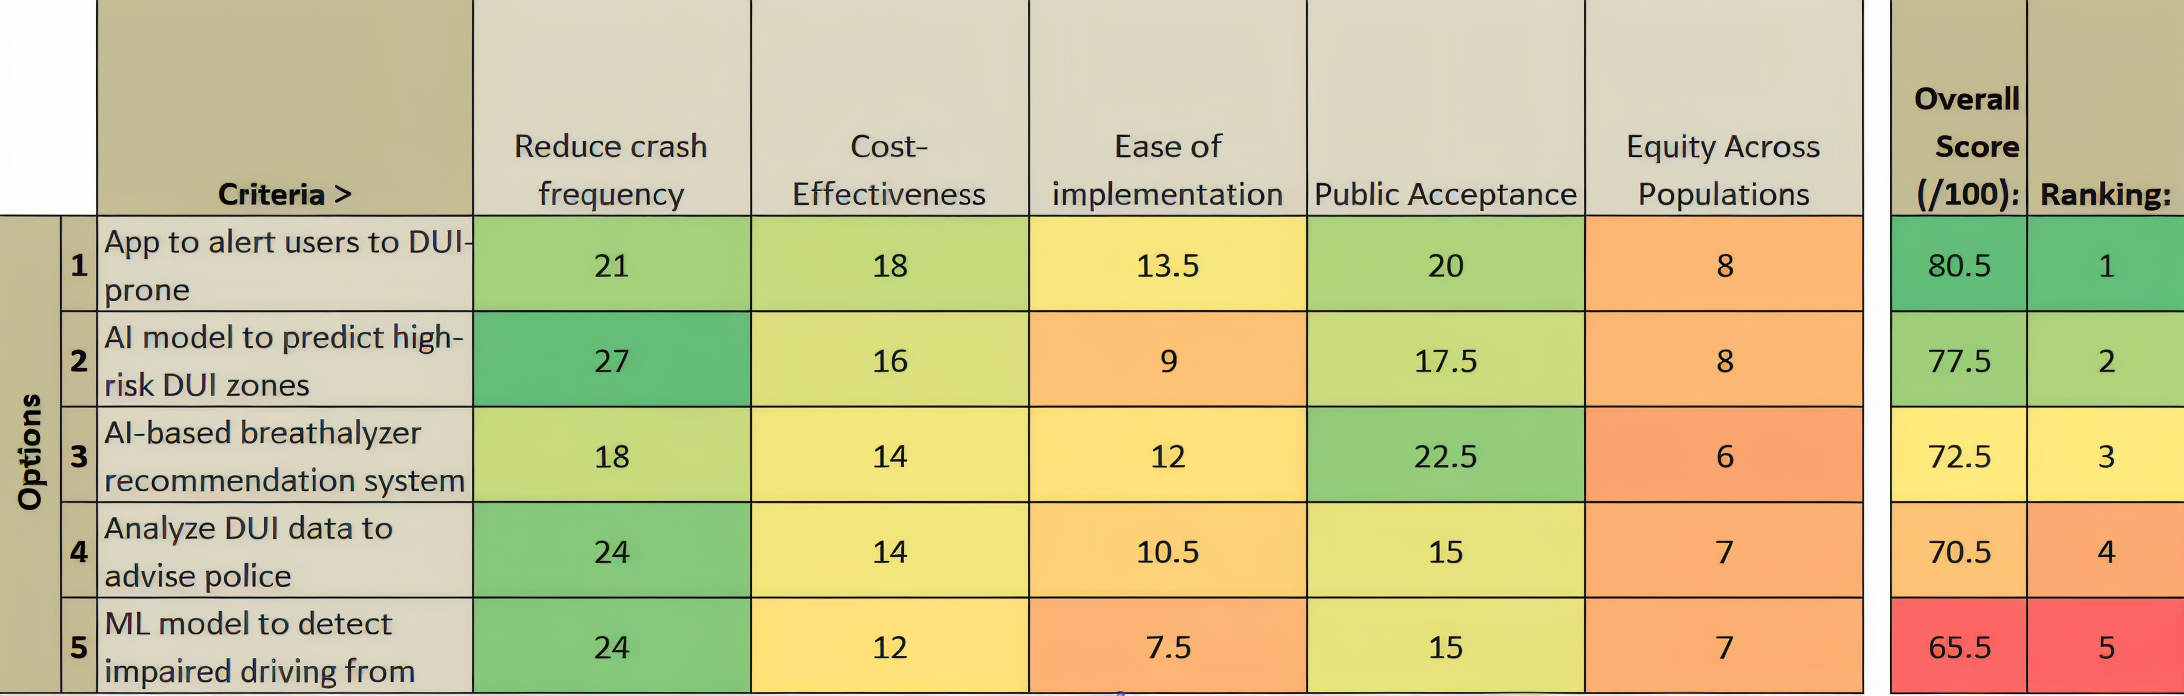 Criteria >
Reduce crash
frequency
Cost-
Effectiveness
Ease of
implementation
Public Acceptance
Equity Across
Populations
Overall
Score
(/100):
Ranking:
Options
1
App to alert users to DUI-
prone
21
18
13.5
20
8
80.5
1
2
AI model to predict high-
risk DUI zones
27
16
9
17.5
8
77.5
2
3
AI-based breathalyzer
recommendation system
18
14
12
22.5
6
72.5
3
4
Analyze DUI data to
advise police
24
14
10.5
15
7
70.5
4
5
ML model to detect
impaired driving from
24
12
7.5
15
7
65.5
5